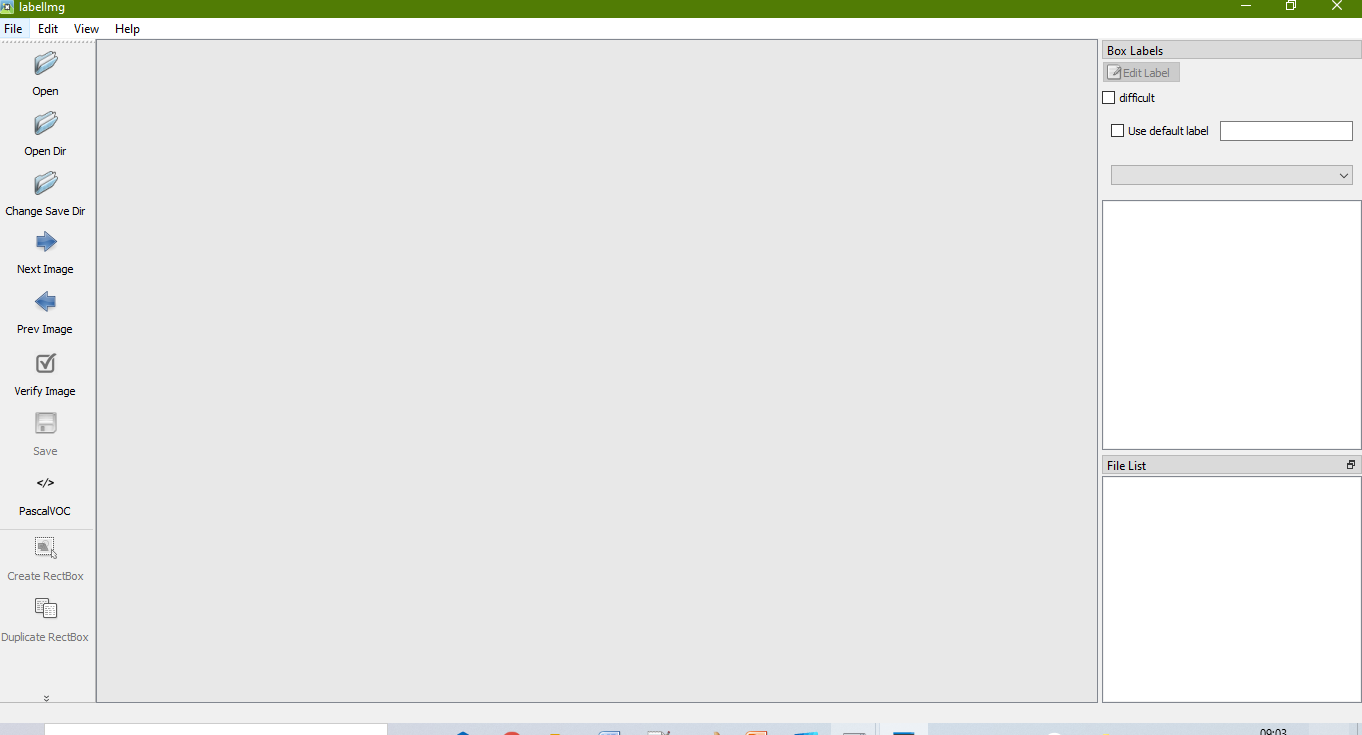 labelImg
File Edit View Help
Open
Open Dir
Change Save Dir
Next Image
Prev Image
Verify Image
Save
</>
PascalVOC
Create RectBox
Duplicate RectBox
Box Labels
Edit Label
difficult
Use default label
File List
09:03